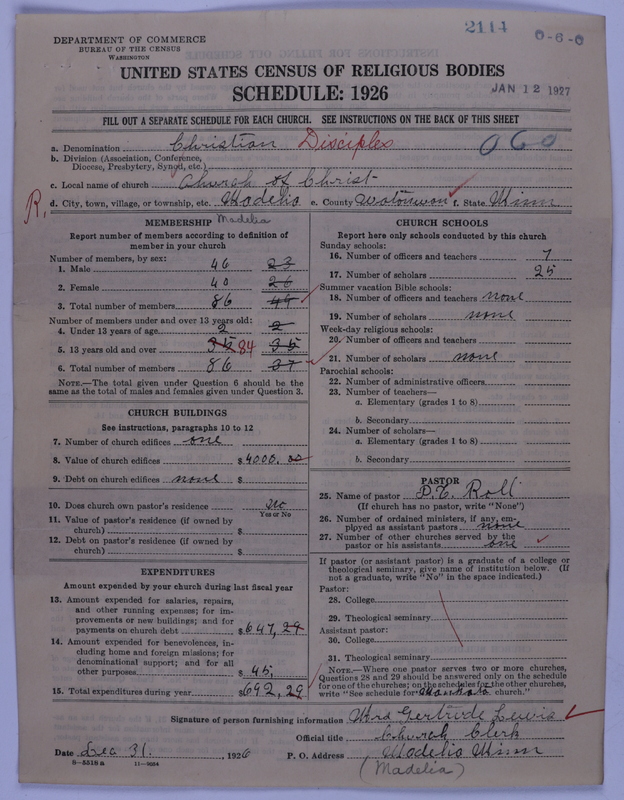 2114
0-6-0
DEPARTMENT OF COMMERCE
BUREAU OF THE CENSUS
WASHINGTON
UNITED STATES CENSUS OF RELIGIOUS BODIES
SCHEDULE: 1926
JAN 12 1927
FILL OUT A SEPARATE SCHEDULE FOR EACH CHURCH. SEE INSTRUCTIONS ON THE BACK OF THIS SHEET
a. Denomination Christian Disciples 060
b. Division (Association, Conference, Diocese, Presbytery, Synod, etc.)
c. Local name of church Church of Christ
R. d. City, town, village, or township, etc. Madelia e. County Watonwan f. State Minn
Madelia
MEMBERSHIP
Report number of members according to definition of member in your church
Number of members, by sex:
1. Male 46 23
2. Female 40 26
3. Total number of members 86 49
Number of members under and over 13 years old:
4. Under 13 years of age 2 2
5. 13 years old and over 35 84 35
6. Total number of members 86 37
NOTE.—The total given under Question 6 should be the same as the total of males and females given under Question 3.
CHURCH BUILDINGS
See instructions, paragraphs 10 to 12
7. Number of church edifices one
8. Value of church edifices $ 4000.00
9. Debt on church edifices none $
10. Does church own pastor's residence no
Yes or No
11. Value of pastor's residence (if owned by church) $
12. Debt on pastor's residence (if owned by church) $
EXPENDITURES
Amount expended by your church during last fiscal year
13. Amount expended for salaries, repairs, and other running expenses; for improvements or new buildings; and for payments on church debt $ 647,29
14. Amount expended for benevolences, including home and foreign missions; for denominational support; and for all other purposes $ 45,
15. Total expenditures during year $ 692,29
CHURCH SCHOOLS
Report here only schools conducted by this church
Sunday schools:
16. Number of officers and teachers 7
17. Number of scholars 25
Summer vacation Bible schools:
18. Number of officers and teachers none
19. Number of scholars none
Week-day religious schools:
20. Number of officers and teachers
21. Number of scholars none
Parochial schools:
22. Number of administrative officers
23. Number of teachers—
a. Elementary (grades 1 to 8)
b. Secondary
24. Number of scholars—
a. Elementary (grades 1 to 8)
b. Secondary
PASTOR
25. Name of pastor Roll
(If church has no pastor, write "None")
26. Number of ordained ministers, if any, employed as assistant pastors none
27. Number of other churches served by the pastor or his assistants one
If pastor (or assistant pastor) is a graduate of a college or theological seminary, give name of institution below. (If not a graduate, write "No" in the space indicated.)
Pastor:
28. College
29. Theological seminary
Assistant pastor:
30. College
31. Theological seminary
NOTE.—Where one pastor serves two or more churches, Questions 28 and 29 should be answered only on the schedule for one of the churches; on the schedules for the other churches, write "See schedule for Mankato church."
Signature of person furnishing information Mrs Gertrude Lewis
Official title Church Clerk
Date Dec 31, 1926 P. O. Address Madelia Minn
(Madelia)
8—5518 a 11—9094